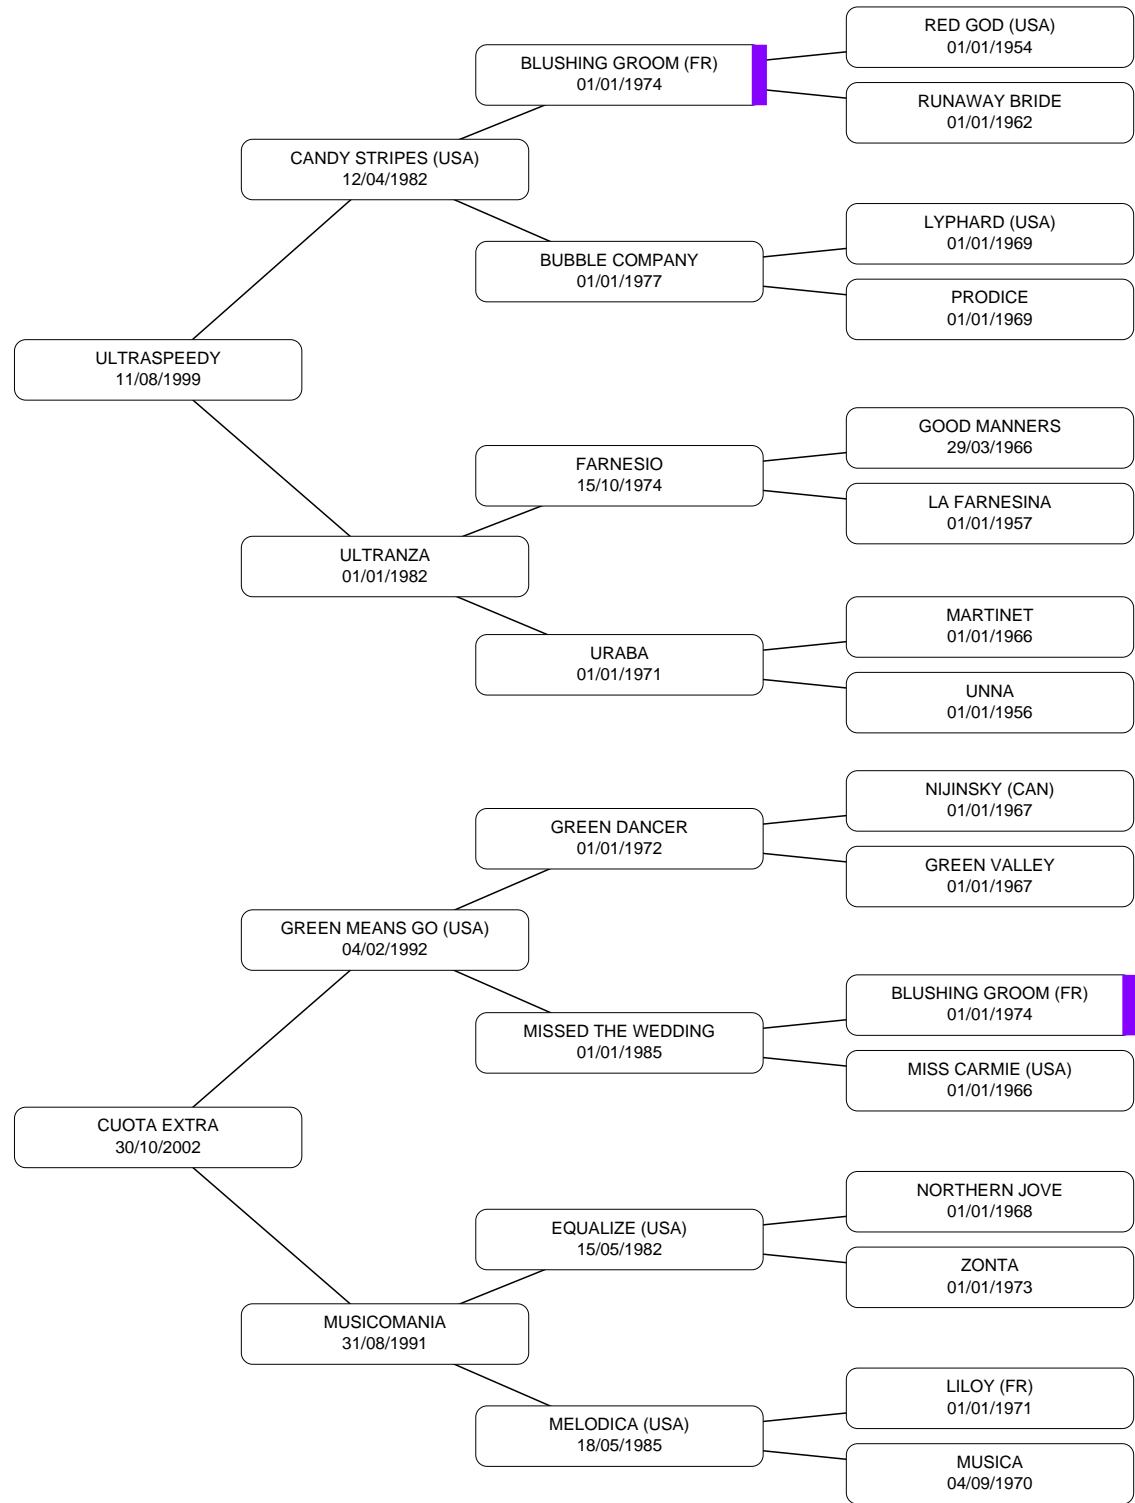 RED GOD (USA)
01/01/1954
BLUSHING GROOM (FR)
01/01/1974
RUNAWAY BRIDE
01/01/1962
CANDY STRIPES (USA)
12/04/1982
LYPHARD (USA)
01/01/1969
BUBBLE COMPANY
01/01/1977
PRODICE
01/01/1969
ULTRASPEEDY
11/08/1999
GOOD MANNERS
29/03/1966
FARNESIO
15/10/1974
LA FARNESINA
01/01/1957
ULTRANZA
01/01/1982
MARTINET
01/01/1966
URABA
01/01/1971
UNNA
01/01/1956
NIJINSKY (CAN)
01/01/1967
GREEN DANCER
01/01/1972
GREEN VALLEY
01/01/1967
GREEN MEANS GO (USA)
04/02/1992
BLUSHING GROOM (FR)
01/01/1974
MISSED THE WEDDING
01/01/1985
MISS CARMIE (USA)
01/01/1966
CUOTA EXTRA
30/10/2002
NORTHERN JOVE
01/01/1968
EQUALIZE (USA)
15/05/1982
ZONTA
01/01/1973
MUSICOMANIA
31/08/1991
LILOY (FR)
01/01/1971
MELODICA (USA)
18/05/1985
MUSICA
04/09/1970